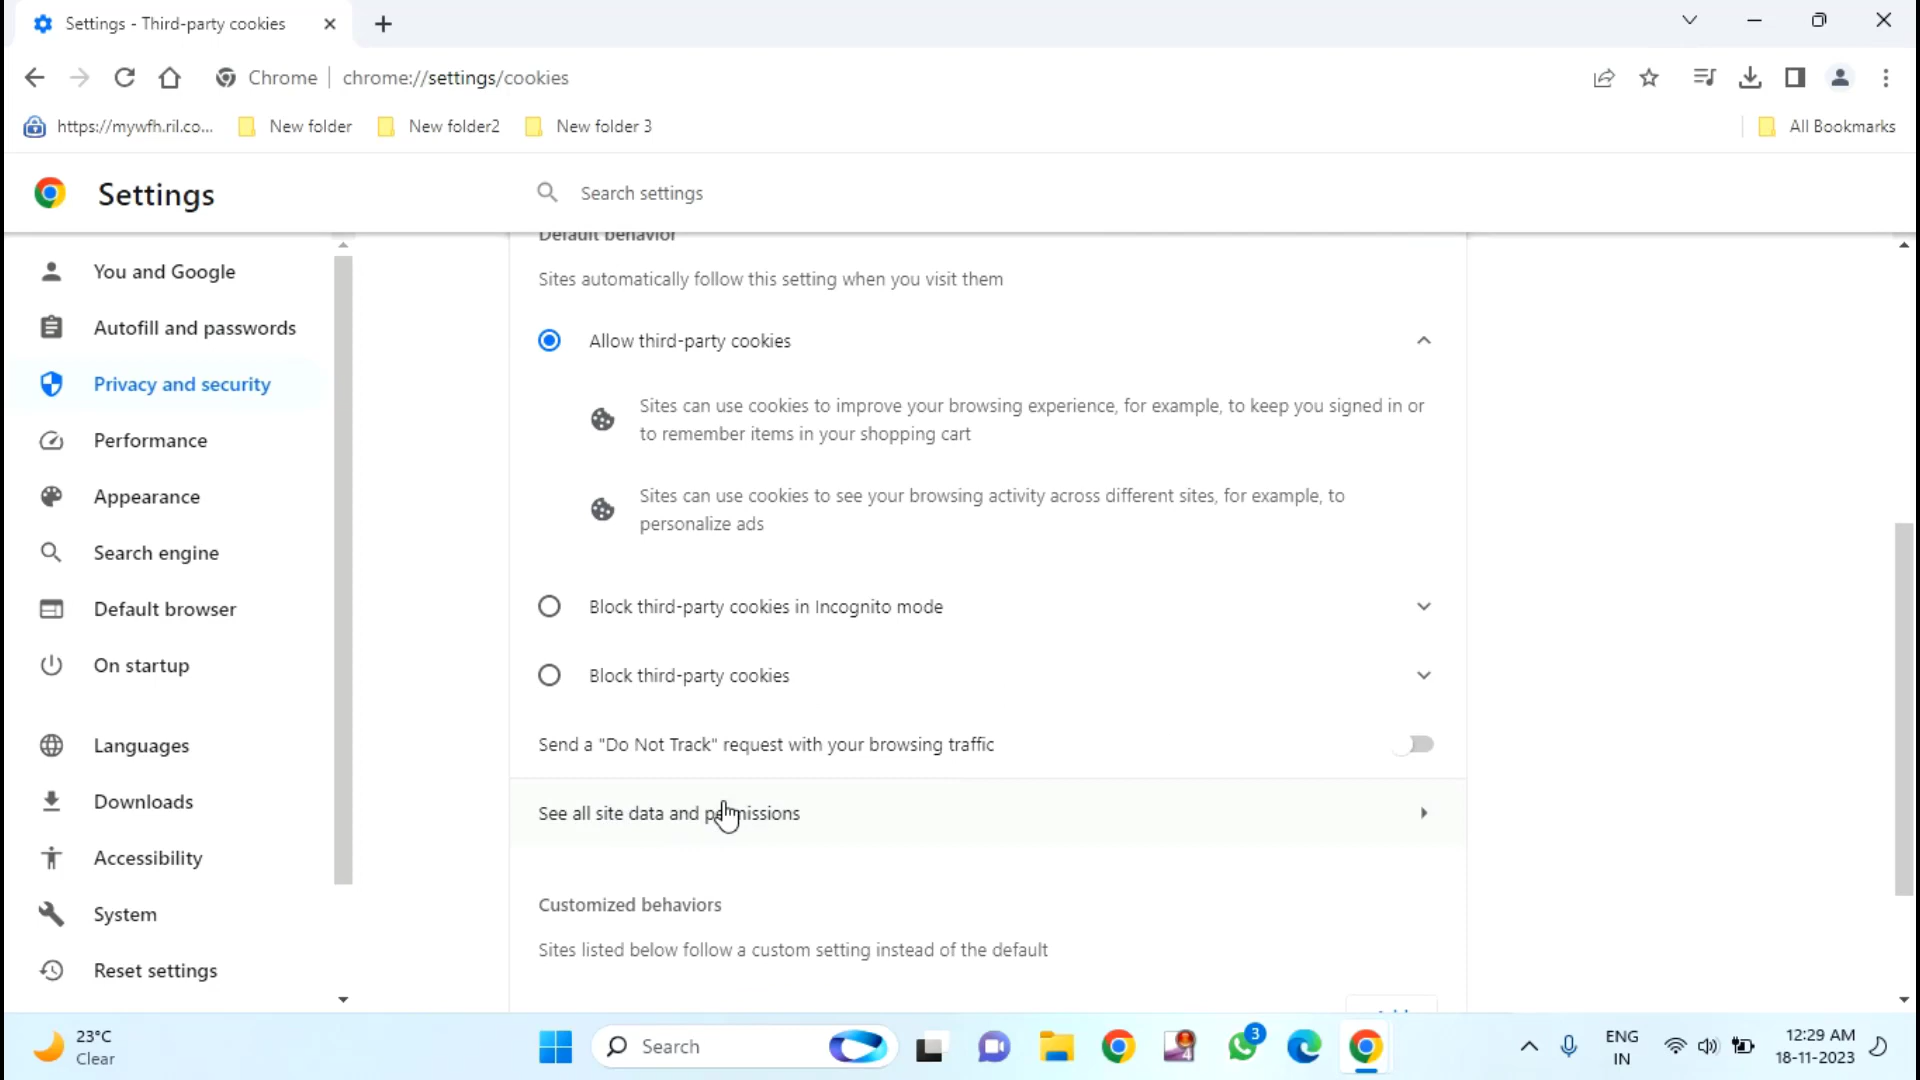 Settings - Third-party cookies
Chrome chrome://settings/cookies
https://mywfh.ril.co... New folder New folder2 New folder 3 All Bookmarks
Settings
Search settings
You and Google
Autofill and passwords
Privacy and security
Performance
Appearance
Search engine
Default browser
On startup
Languages
Downloads
Accessibility
System
Reset settings
Default behavior
Sites automatically follow this setting when you visit them
Allow third-party cookies
Sites can use cookies to improve your browsing experience, for example, to keep you signed in or
to remember items in your shopping cart
Sites can use cookies to see your browsing activity across different sites, for example, to
personalize ads
Block third-party cookies in Incognito mode
Block third-party cookies
Send a "Do Not Track" request with your browsing traffic
See all site data and permissions
Customized behaviors
Sites listed below follow a custom setting instead of the default
23°C
Clear
Search
4
3
ENG
IN
12:29 AM
18-11-2023